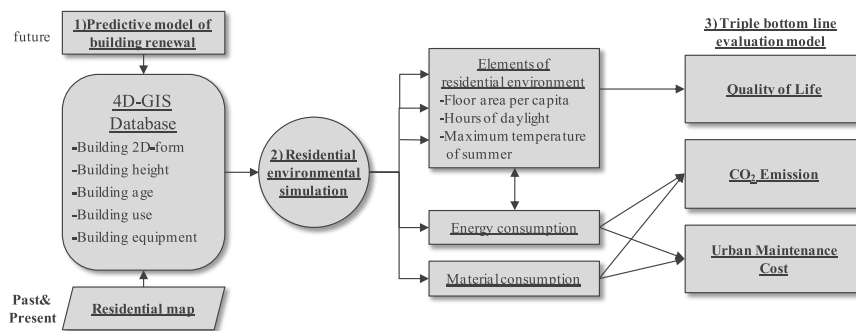 future
1)Predictive model of
building renewal
4D-GIS
Database
-Building 2D-form
-Building height
-Building age
-Building use
-Building equipment
Past&
Present
Residential map
2) Residential
environmental
simulation
Elements of
residential environment
-Floor area per capita
-Hours of daylight
-Maximum temperature
of summer
Energy consumption
Material consumption
3) Triple bottom line
evaluation model
Quality of Life
CO2 Emission
Urban Maintenance
Cost